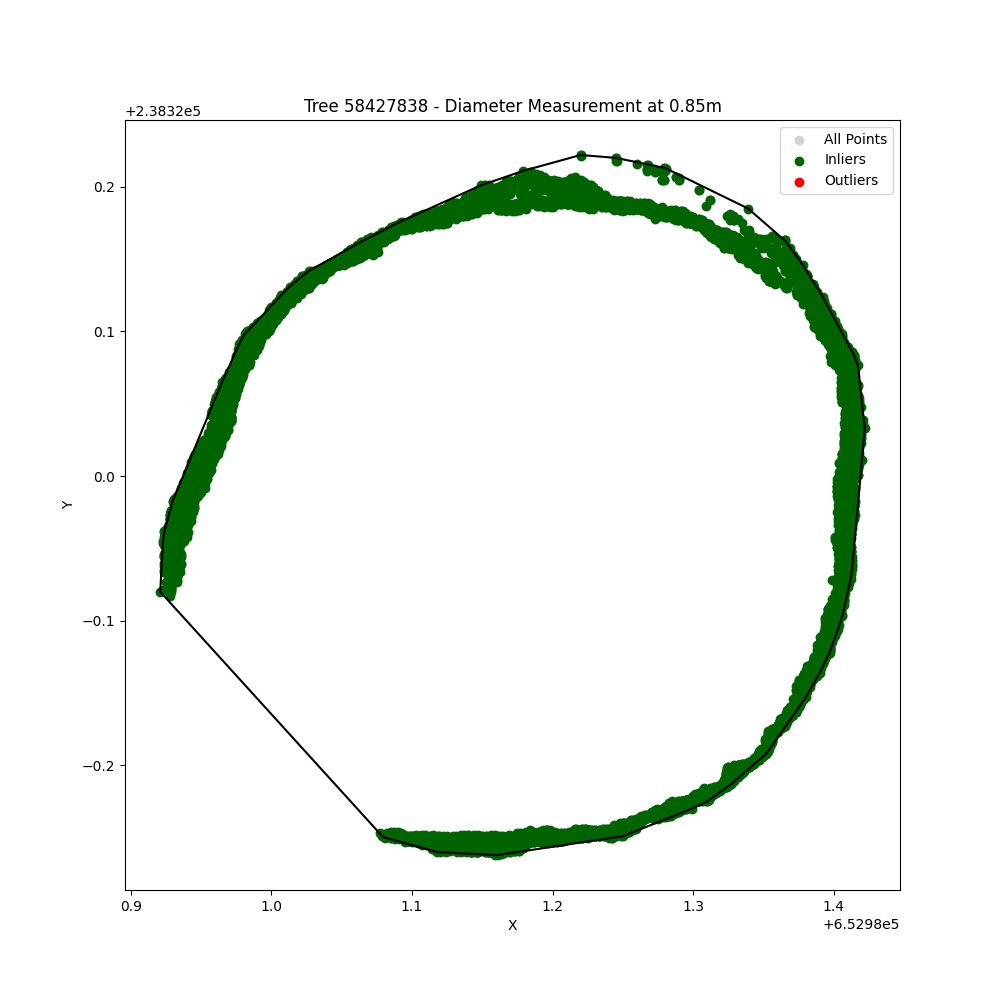 Tree 58427838 - Diameter Measurement at 0.85m
+2.3832e5
All Points
Inliers
Outliers
0.2
0.1
0.0
−0.1
−0.2
Y
0.9 1.0 1.1 1.2 1.3 1.4
X
+6.5298e5